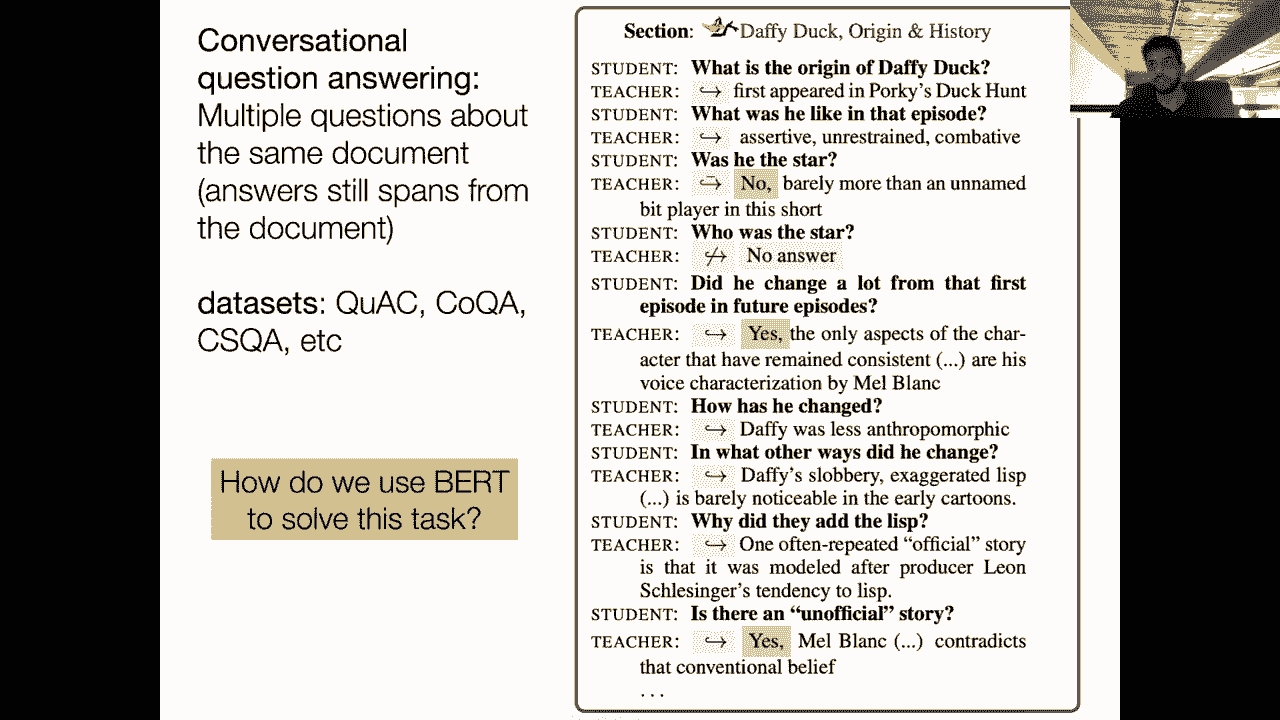 Conversational
question answering:
Multiple questions about
the same document
(answers still spans from
the document)
datasets: QuAC, CoQA,
CSQA, etc
How do we use BERT
to solve this task?
Section: Daffy Duck, Origin & History
STUDENT: What is the origin of Daffy Duck?
TEACHER: ↪ first appeared in Porky's Duck Hunt
STUDENT: What was he like in that episode?
TEACHER: ↪ assertive, unrestrained, combative
STUDENT: Was he the star?
TEACHER: ↪ No, barely more than an unnamed
bit player in this short
STUDENT: Who was the star?
TEACHER: ↪̸ No answer
STUDENT: Did he change a lot from that first
episode in future episodes?
TEACHER: ↪ Yes, the only aspects of the char-
acter that have remained consistent (...) are his
voice characterization by Mel Blanc
STUDENT: How has he changed?
TEACHER: ↪ Daffy was less anthropomorphic
STUDENT: In what other ways did he change?
TEACHER: ↪ Daffy's slobbery, exaggerated lisp
(...) is barely noticeable in the early cartoons.
STUDENT: Why did they add the lisp?
TEACHER: ↪ One often-repeated “official” story
is that it was modeled after producer Leon
Schlesinger's tendency to lisp.
STUDENT: Is there an “unofficial” story?
TEACHER: ↪ Yes, Mel Blanc (...) contradicts
that conventional belief
...